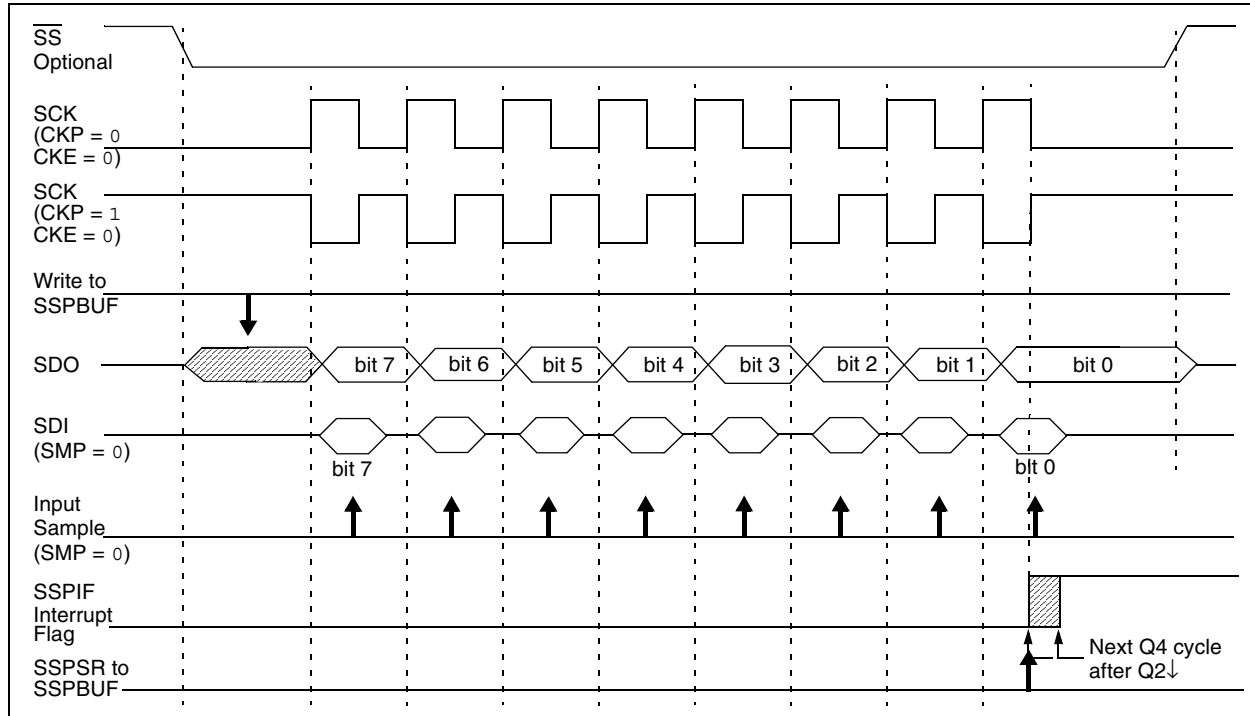 SS
Optional
SCK
(CKP = 0
CKE = 0)
SCK
(CKP = 1
CKE = 0)
Write to
SSPBUF
SDO
bit 7
bit 6
bit 5
bit 4
bit 3
bit 2
bit 1
bit 0
SDI
(SMP = 0)
bit 7
bit 0
Input
Sample
(SMP = 0)
SSPIF
Interrupt
Flag
Next Q4 cycle
after Q2↓
SSPSR to
SSPBUF